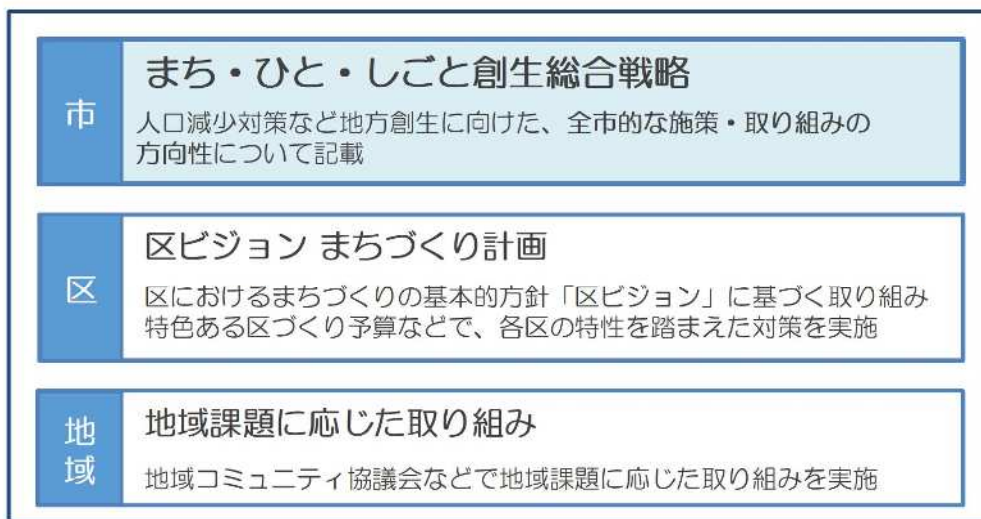 市
まち・ひと・しごと創生総合戦略
人口減少対策など地方創生に向けた、全市的な施策・取り組みの
方向性について記載
区
区ビジョン まちづくり計画
区におけるまちづくりの基本的方針「区ビジョン」に基づく取り組み
特色ある区づくり予算などで、各区の特性を踏まえた対策を実施
地域
地域課題に応じた取り組み
地域コミュニティ協議会などで地域課題に応じた取り組みを実施